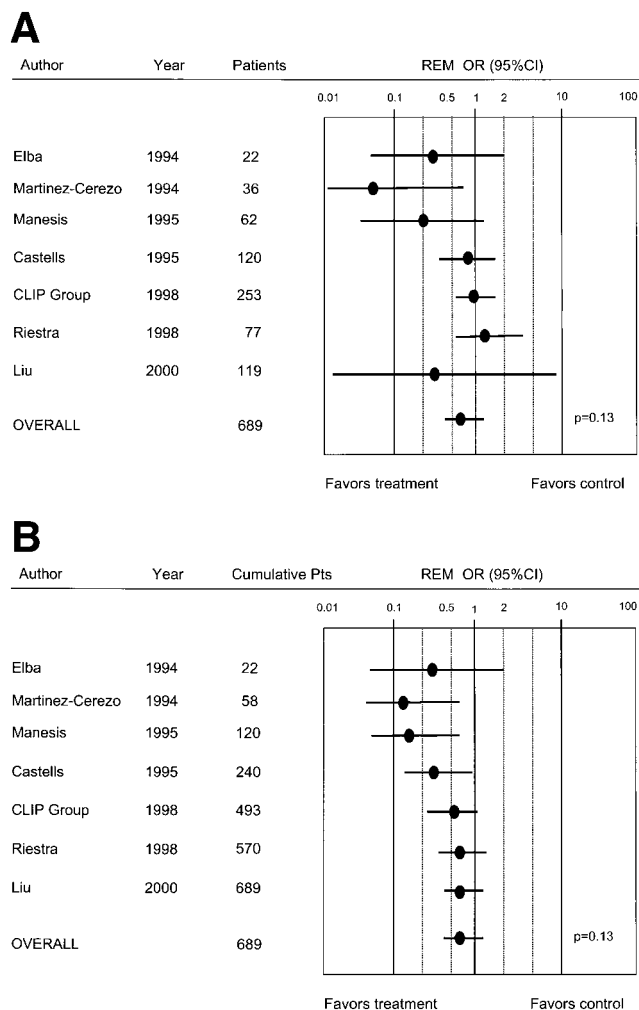 A
Author Year Patients REM OR (95%CI)
0.01 0.1 0.5 1 2 10 100
Elba 1994 22
Martinez-Cerezo 1994 36
Manesis 1995 62
Castells 1995 120
CLIP Group 1998 253
Riestra 1998 77
Liu 2000 119
OVERALL 689 p=0.13
Favors treatment Favors control
B
Author Year Cumulative Pts REM OR (95%CI)
0.01 0.1 0.5 1 2 10 100
Elba 1994 22
Martinez-Cerezo 1994 58
Manesis 1995 120
Castells 1995 240
CLIP Group 1998 493
Riestra 1998 570
Liu 2000 689
OVERALL 689 p=0.13
Favors treatment Favors control